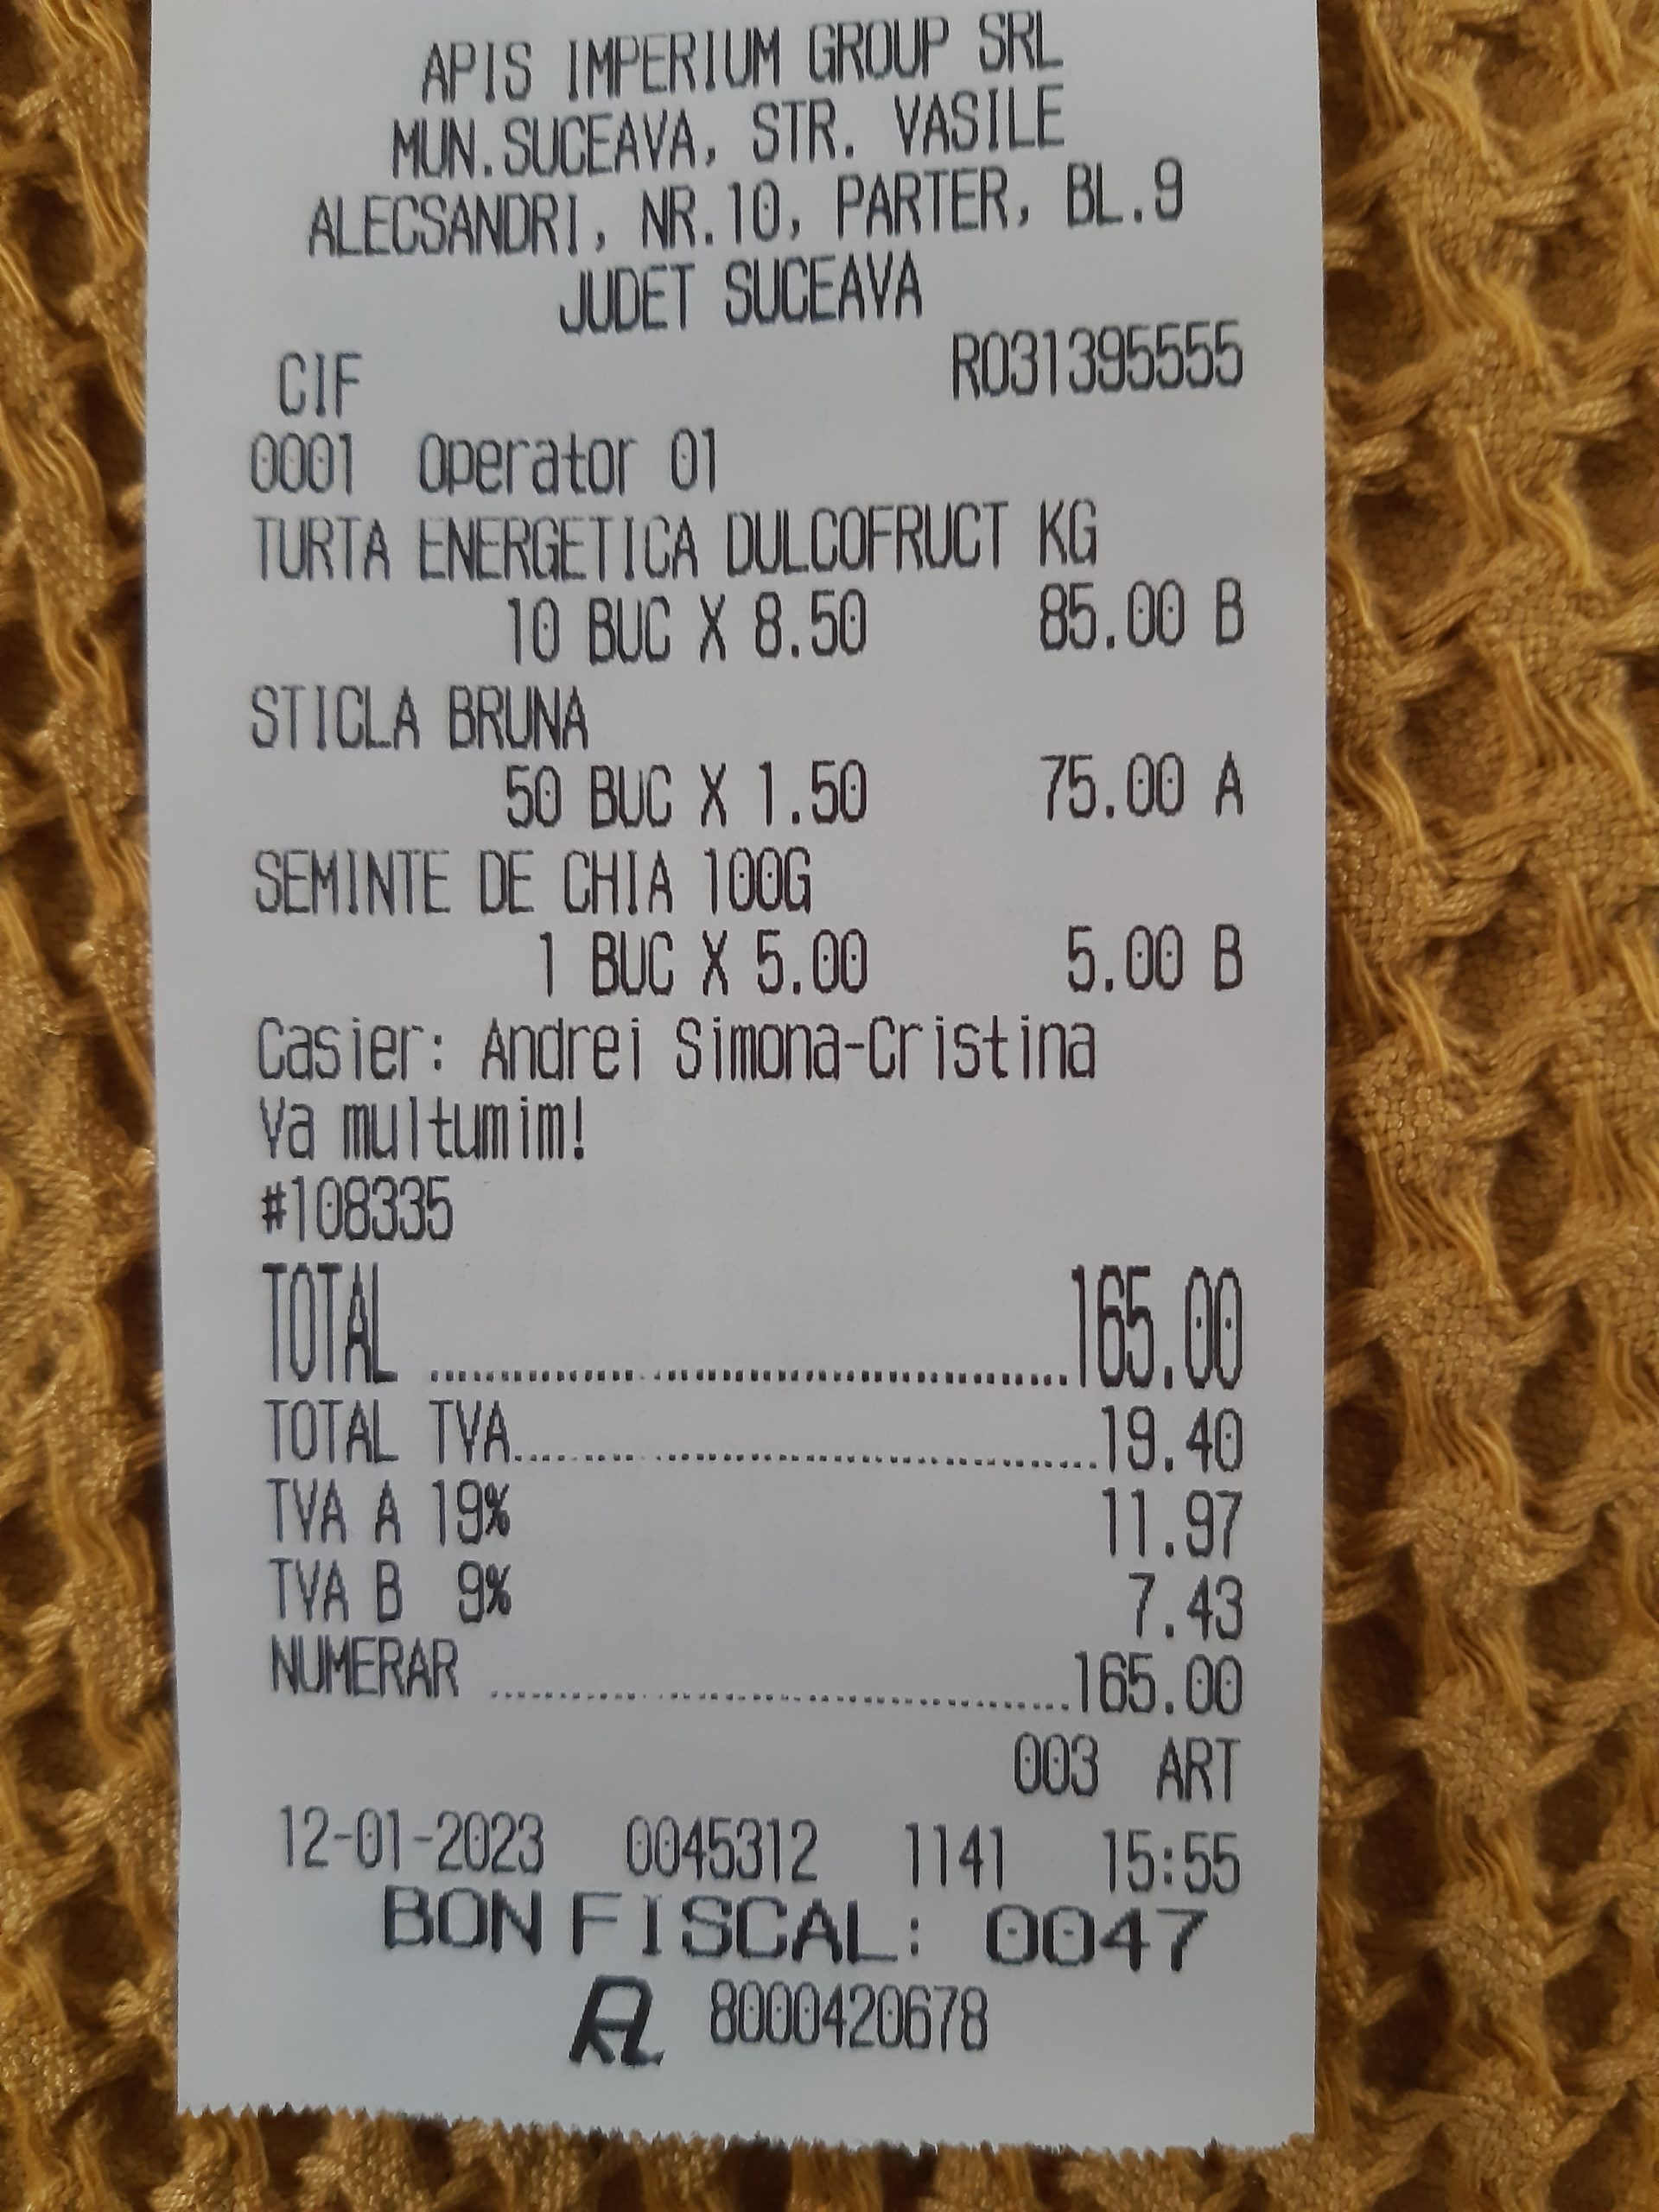 APIS IMPERIUM GROUP SRL
MUN.SUCEAVA, STR. VASILE
ALECSANDRI, NR.10, PARTER, BL.9
JUDET SUCEAVA
CIF RO31395555
0001 Operator 01
TURTA ENERGETICA DULCOFRUCT KG
10 BUC X 8.50 85.00 B
STICLA BRUNA
50 BUC X 1.50 75.00 A
SEMINTE DE CHIA 100G
1 BUC X 5.00 5.00 B
Casier: Andrei Simona-Cristina
Va multumim!
#108335
TOTAL ........................................165.00
TOTAL TVA........................................19.40
TVA A 19% 11.97
TVA B 9% 7.43
NUMERAR ........................................165.00
003 ART
12-01-2023 0045312 1141 15:55
BON FISCAL: 0047
8000420678